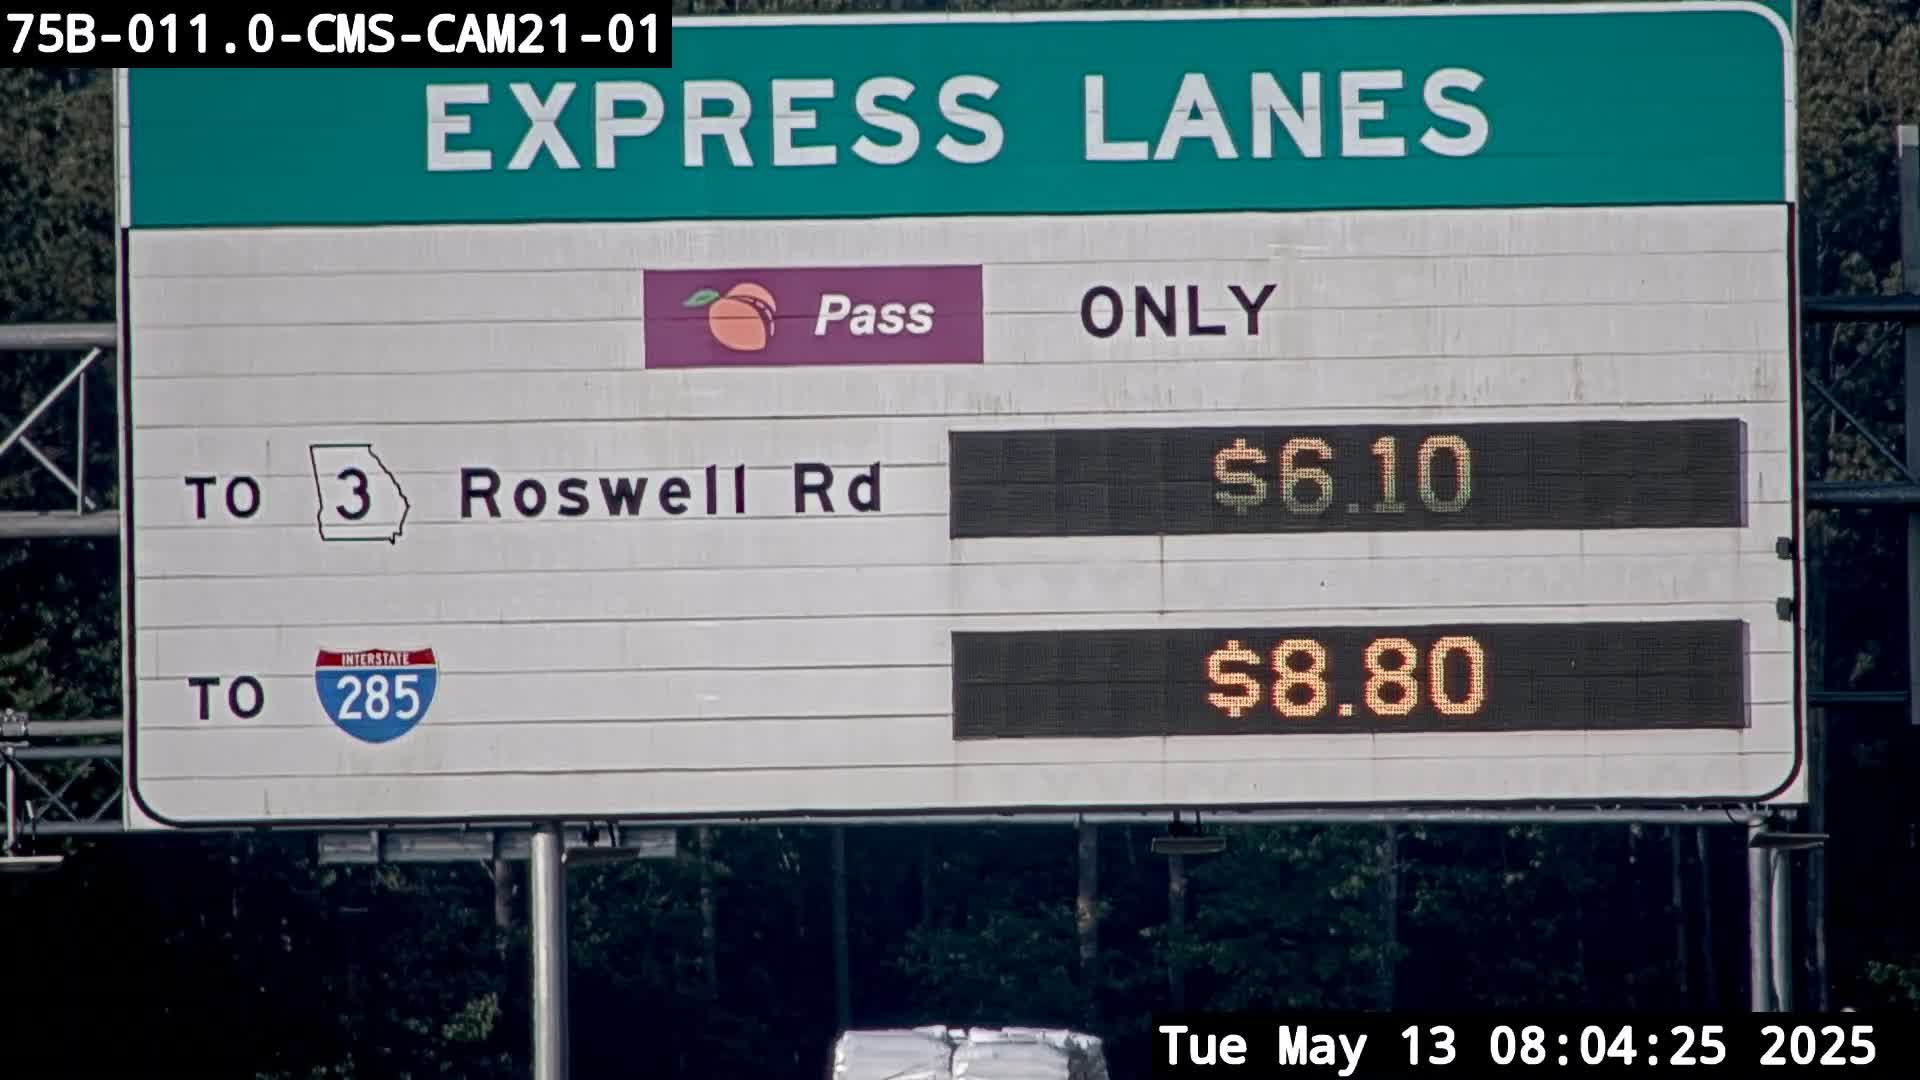 75B-011.0-CMS-CAM21-01
EXPRESS LANES
Pass ONLY
TO 3 Roswell Rd $6.10
TO INTERSTATE 285 $8.80
Tue May 13 08:04:25 2025